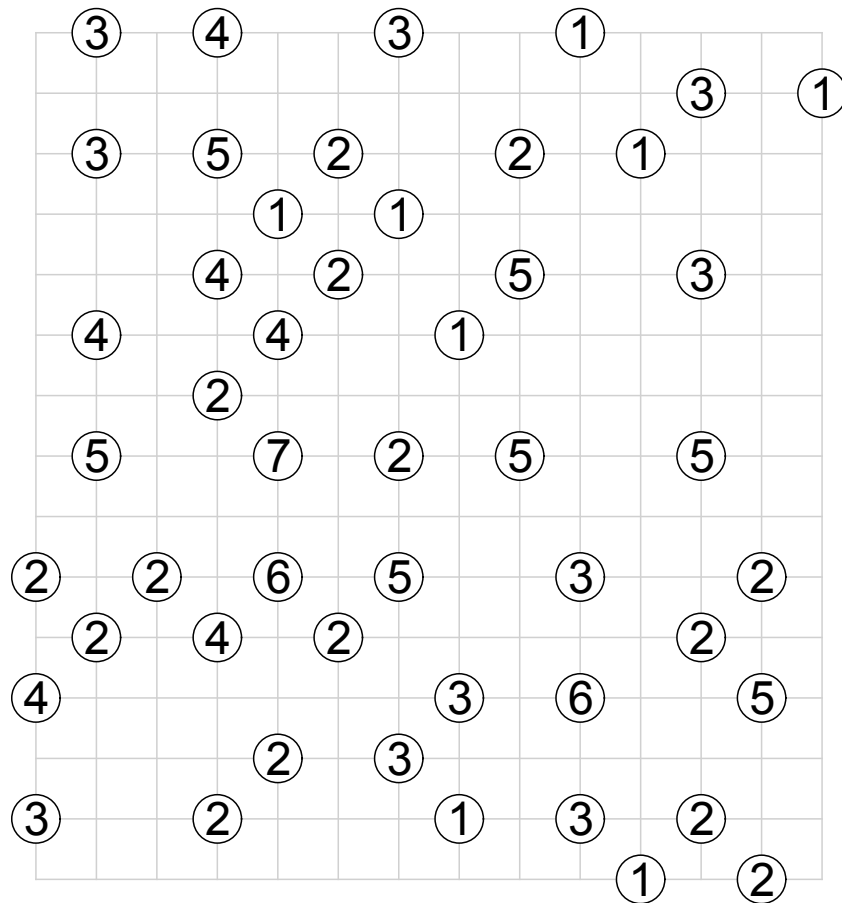 3 4 3 1
3 1
3 5 2 2 1
1 1
4 2 5 3
4 4 1
2
5 7 2 5 5
2 2 6 5 3 2
2 4 2 2
4 3 6 5
2 3
3 2 1 3 2
1 2